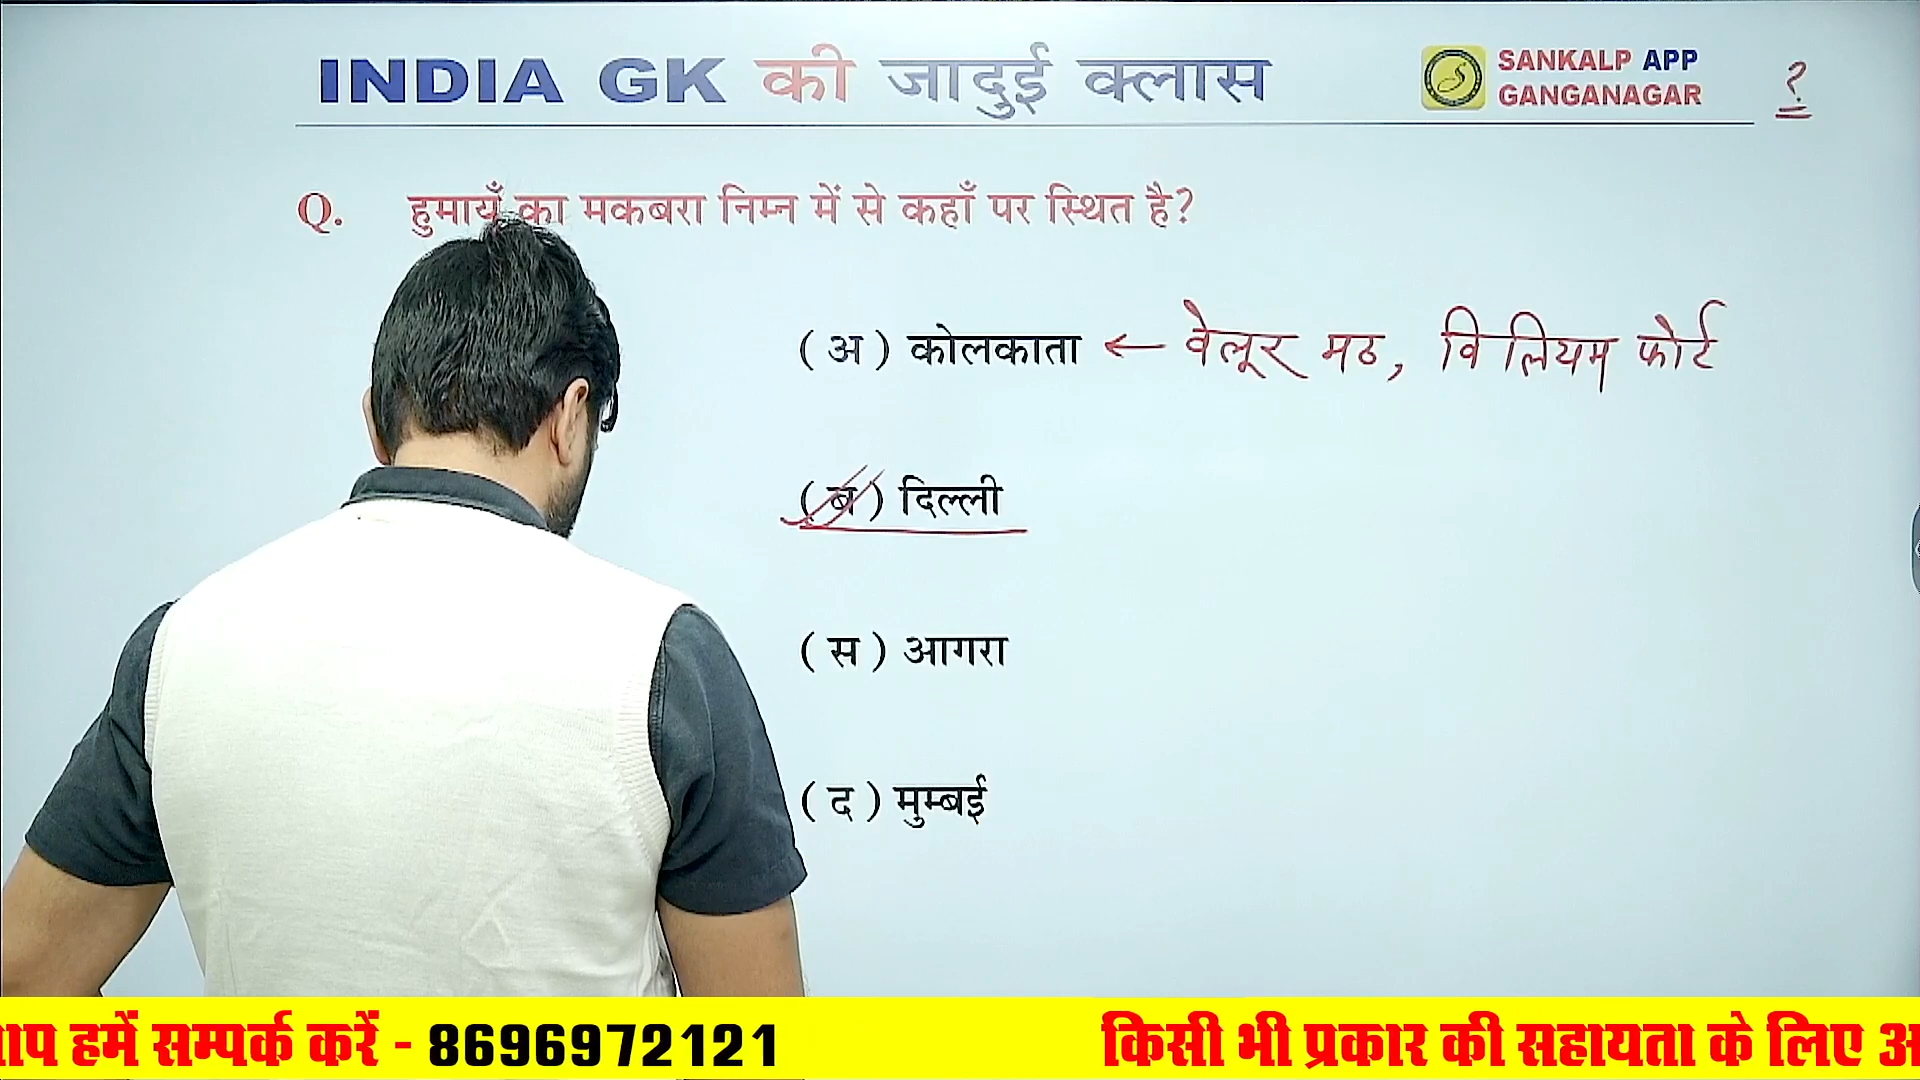 INDIA GK की जादुई क्लास
SANKALP APP
GANGANAGAR
?
Q. हुमायूँ का मकबरा निम्न में से कहाँ पर स्थित है?
( अ ) कोलकाता ← वेलूर मठ, विलियम फोर्ट
( ब ) दिल्ली
( स ) आगरा
( द ) मुम्बई
हमें सम्पर्क करें - 8696972121
किसी भी प्रकार की सहायता के लिए